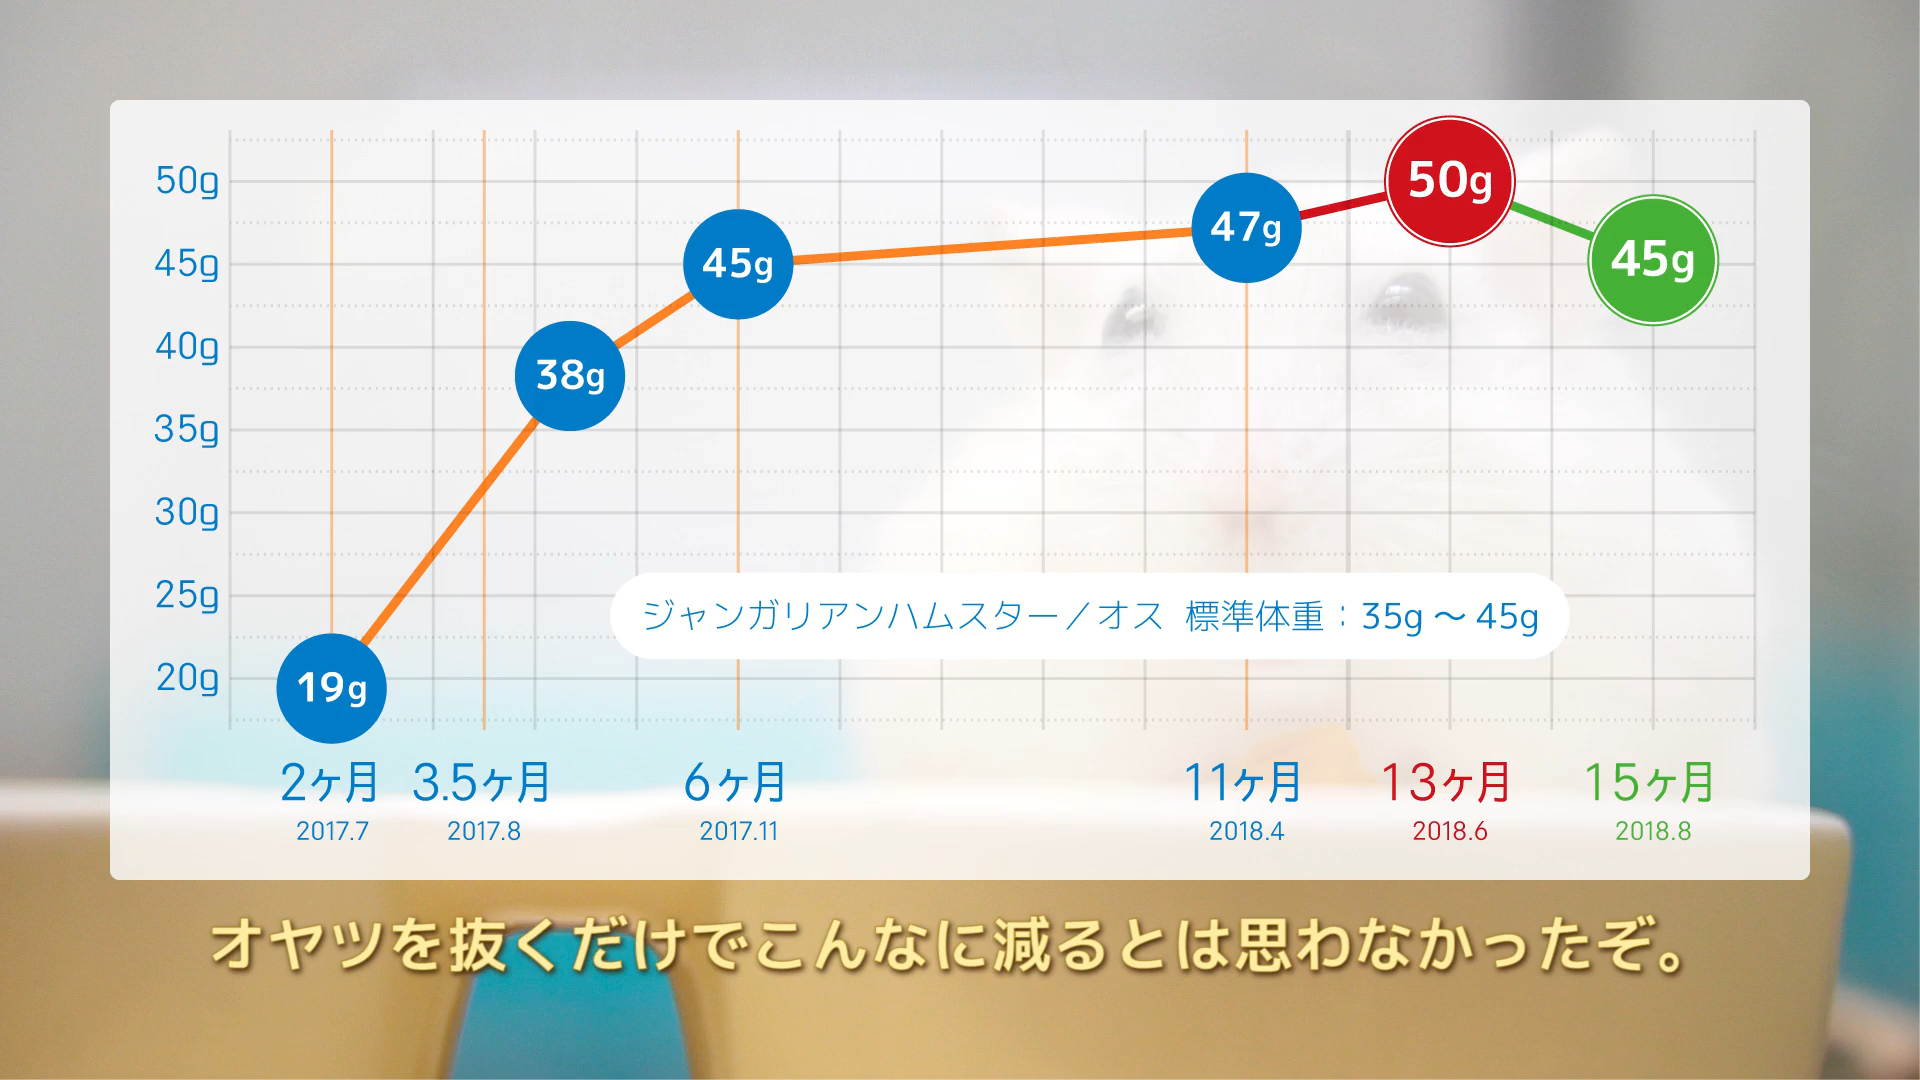 50g
45g
40g
35g
30g
25g
20g
19g
38g
45g
47g
50g
45g
ジャンガリアンハムスター／オス 標準体重：35g 〜 45g
2ヶ月 3.5ヶ月 6ヶ月 11ヶ月 13ヶ月 15ヶ月
2017.7 2017.8 2017.11 2018.4 2018.6 2018.8
オヤツを抜くだけでこんなに減るとは思わなかったぞ。